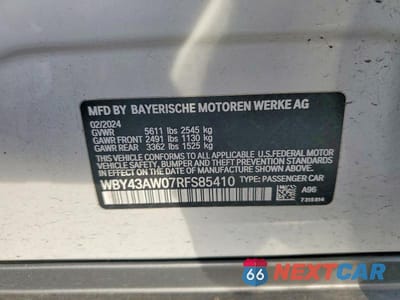 MFD BY BAYERISCHE MOTOREN WERKE AG
02/2024
GVWR 5611 lbs 2545 kg
GAWR FRONT 2491 lbs 1130 kg
GAWR REAR 3362 lbs 1525 kg
THIS VEHICLE CONFORMS TO ALL APPLICABLE U.S.FEDERAL MOTOR
VEHICLE SAFETY, BUMPER AND THEFT PREVENTION STANDARDS
IN EFFECT ON THE DATE OF MANUFACTURE SHOWN ABOVE.
WBY43AW07RFS85410 TYPE: PASSENGER CAR
A96
66 NEXTCAR